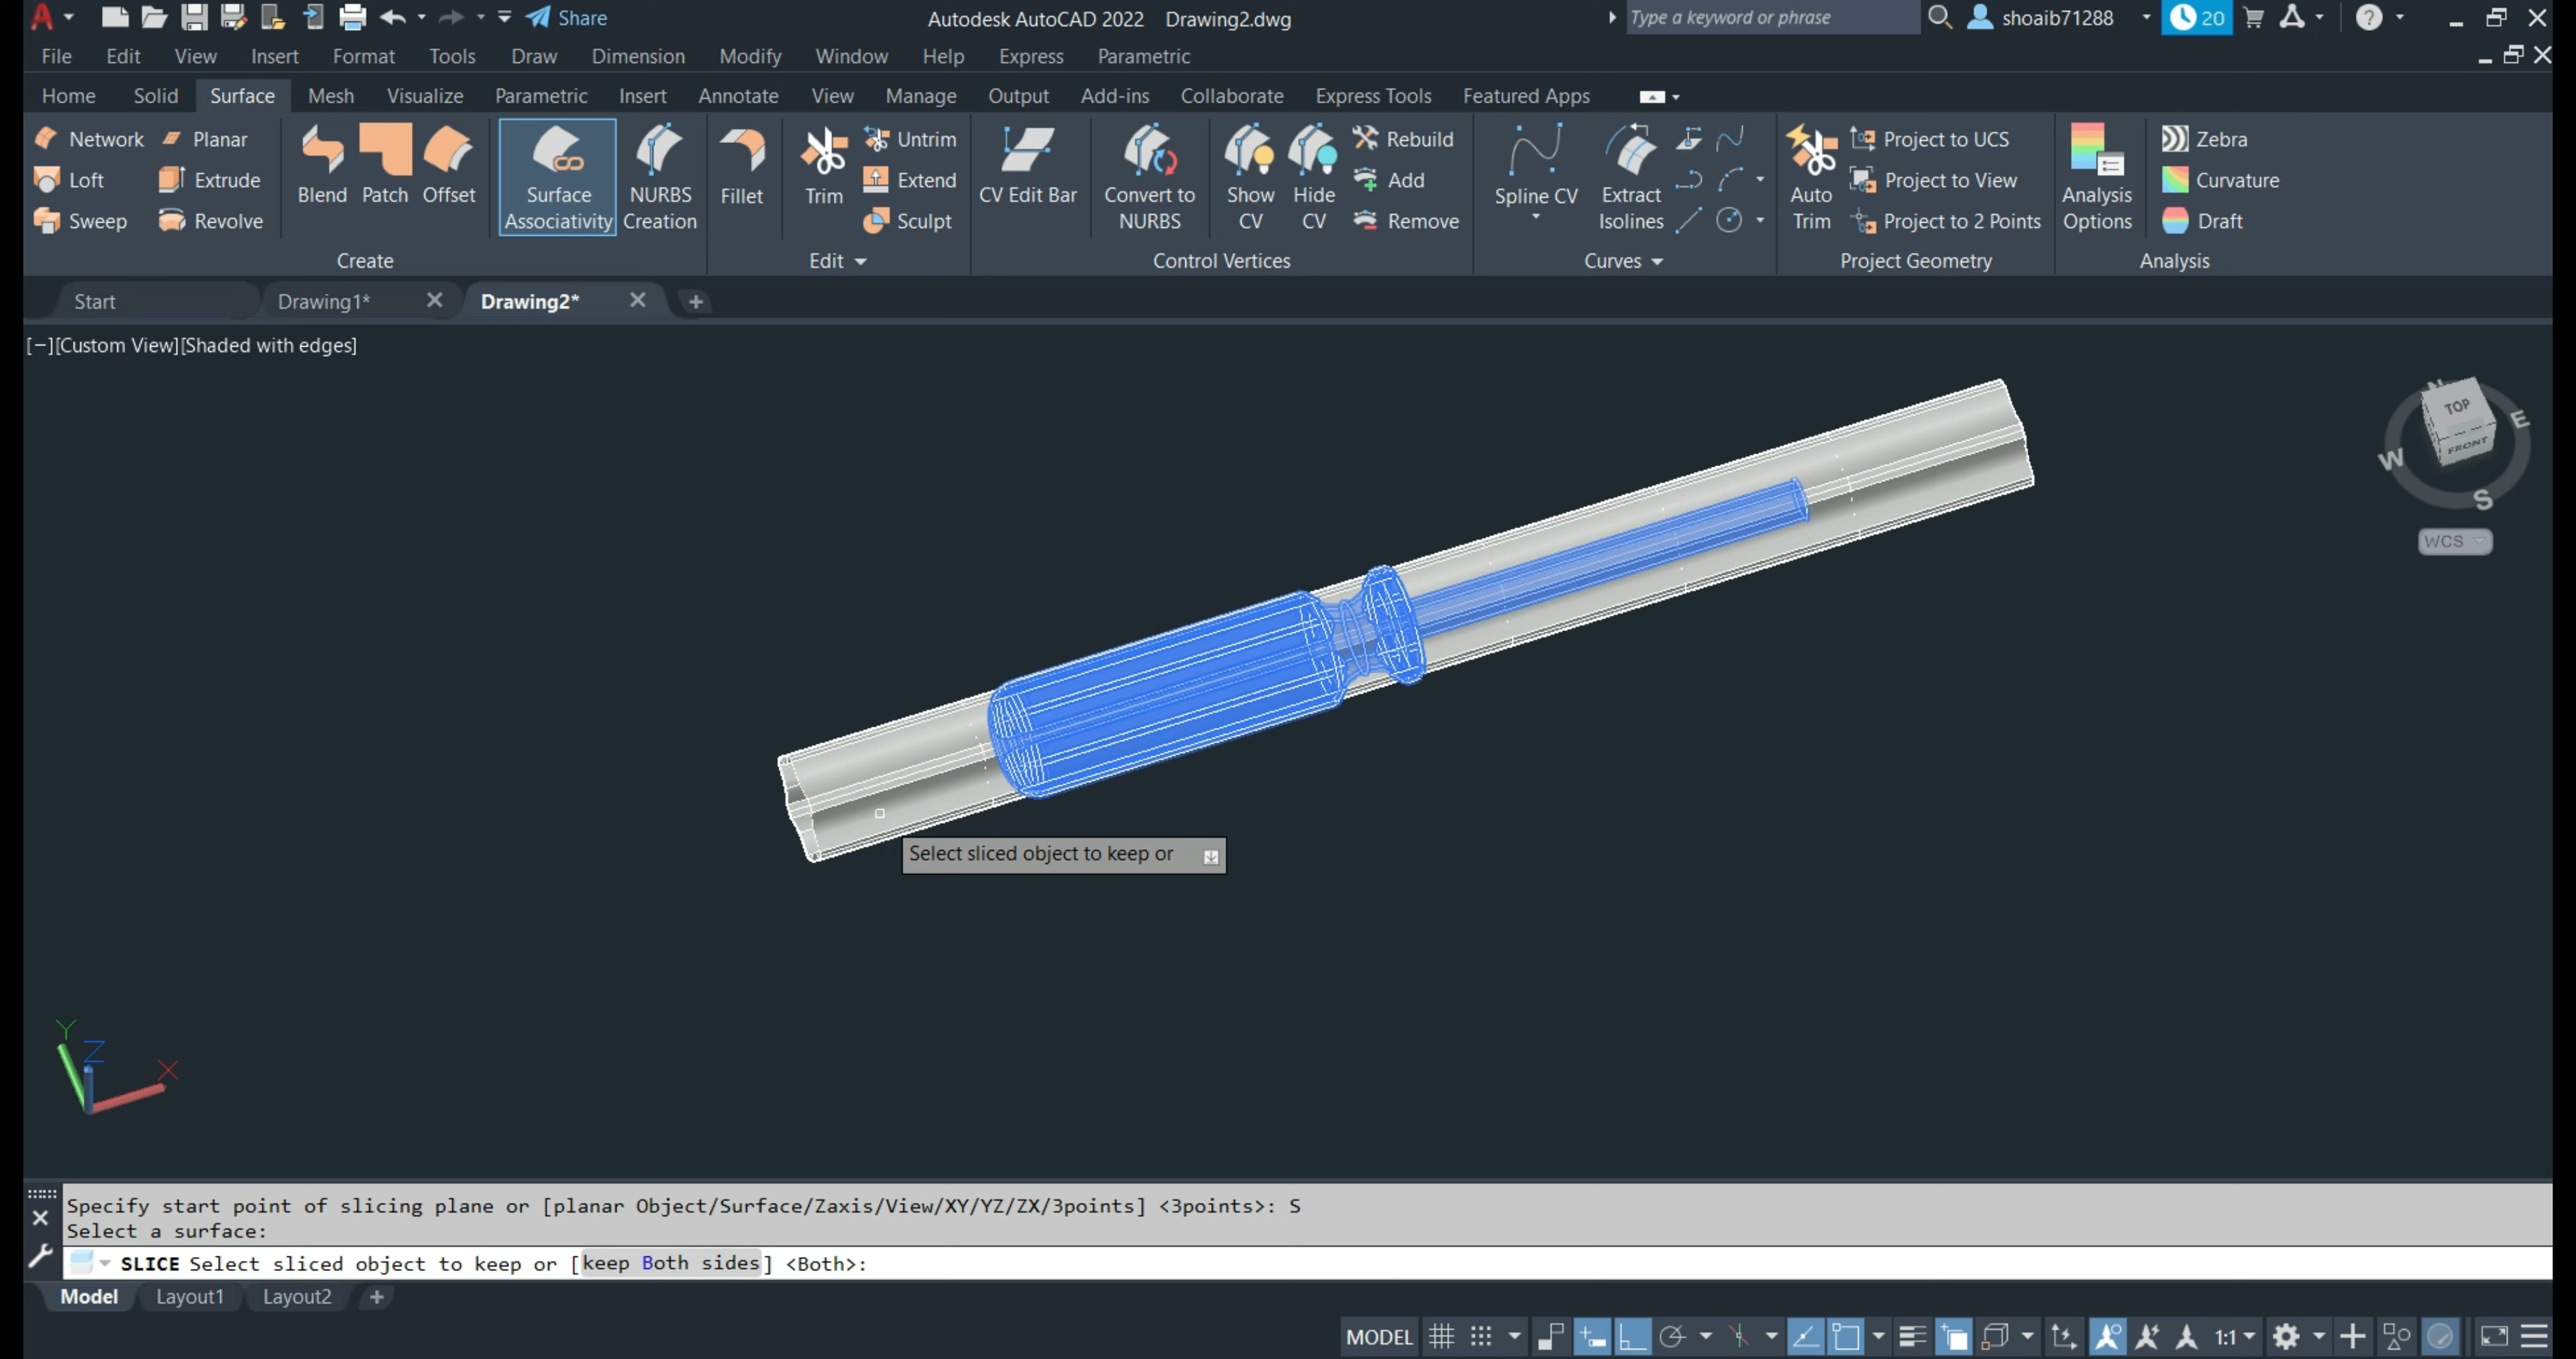 Share
Autodesk AutoCAD 2022 Drawing2.dwg
Type a keyword or phrase
shoaib71288
20
File Edit View Insert Format Tools Draw Dimension Modify Window Help Express Parametric
Home Solid Surface Mesh Visualize Parametric Insert Annotate View Manage Output Add-ins Collaborate Express Tools Featured Apps
Network Planar
Loft Extrude
Sweep Revolve
Blend Patch Offset
Surface Associativity
NURBS Creation
Create
Fillet
Trim
Untrim
Extend
Sculpt
Edit
CV Edit Bar
Convert to NURBS
Show CV
Hide CV
Rebuild
Add
Remove
Control Vertices
Spline CV
Extract Isolines
Curves
Auto Trim
Project to UCS
Project to View
Project to 2 Points
Project Geometry
Analysis Options
Zebra
Curvature
Draft
Analysis
Start Drawing1* Drawing2*
[−][Custom View][Shaded with edges]
N
TOP
E
FRONT
W
S
WCS
Select sliced object to keep or
Y
Z
X
Specify start point of slicing plane or [planar Object/Surface/Zaxis/View/XY/YZ/ZX/3points] <3points>: S
Select a surface:
SLICE Select sliced object to keep or [keep Both sides] <Both>:
Model Layout1 Layout2
MODEL
1:1